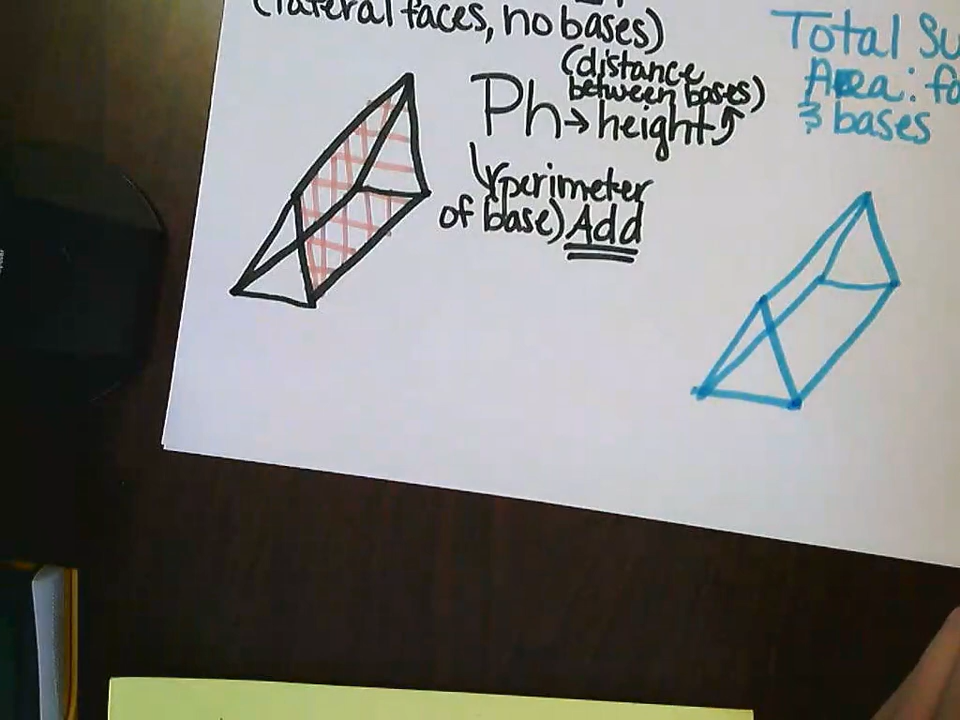 (lateral faces, no bases)
Ph → height
(distance
between bases)
(perimeter
of base) Add
Total Su
Area: fa
& bases